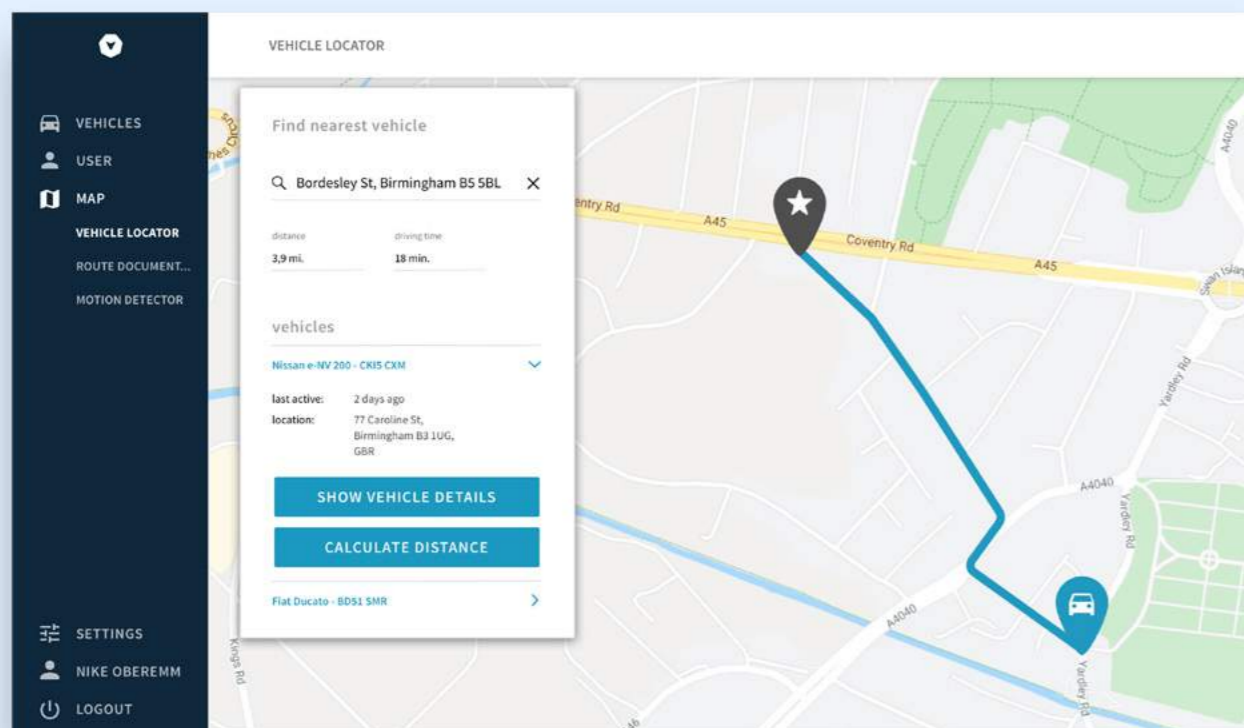 VEHICLE LOCATOR
VEHICLES
USER
MAP
VEHICLE LOCATOR
ROUTE DOCUMENT...
MOTION DETECTOR
SETTINGS
NIKE OBEREMM
LOGOUT
Find nearest vehicle
Bordesley St, Birmingham B5 5BL
distance
driving time
3,9 mi.
18 min.
vehicles
Nissan e-NV 200 - CKI5 CXM
last active: 2 days ago
location: 77 Caroline St,
Birmingham B3 1UG,
GBR
SHOW VEHICLE DETAILS
CALCULATE DISTANCE
Fiat Ducato - BD51 SMR
entry Rd
A45
Coventry Rd
A45
A4040
Swan Islan
Yardley Rd
A4040
Yardley Rd
A4040
Yardley Rd
Kings Rd